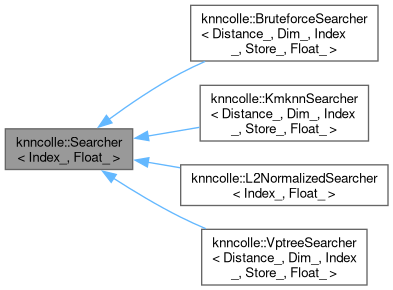 knncolle::BruteforceSearcher
< Distance_, Dim_, Index
_, Store_, Float_ >
knncolle::KmknnSearcher
< Distance_, Dim_, Index
_, Store_, Float_ >
knncolle::Searcher
< Index_, Float_ >
knncolle::L2NormalizedSearcher
< Index_, Float_ >
knncolle::VptreeSearcher
< Distance_, Dim_, Index
_, Store_, Float_ >